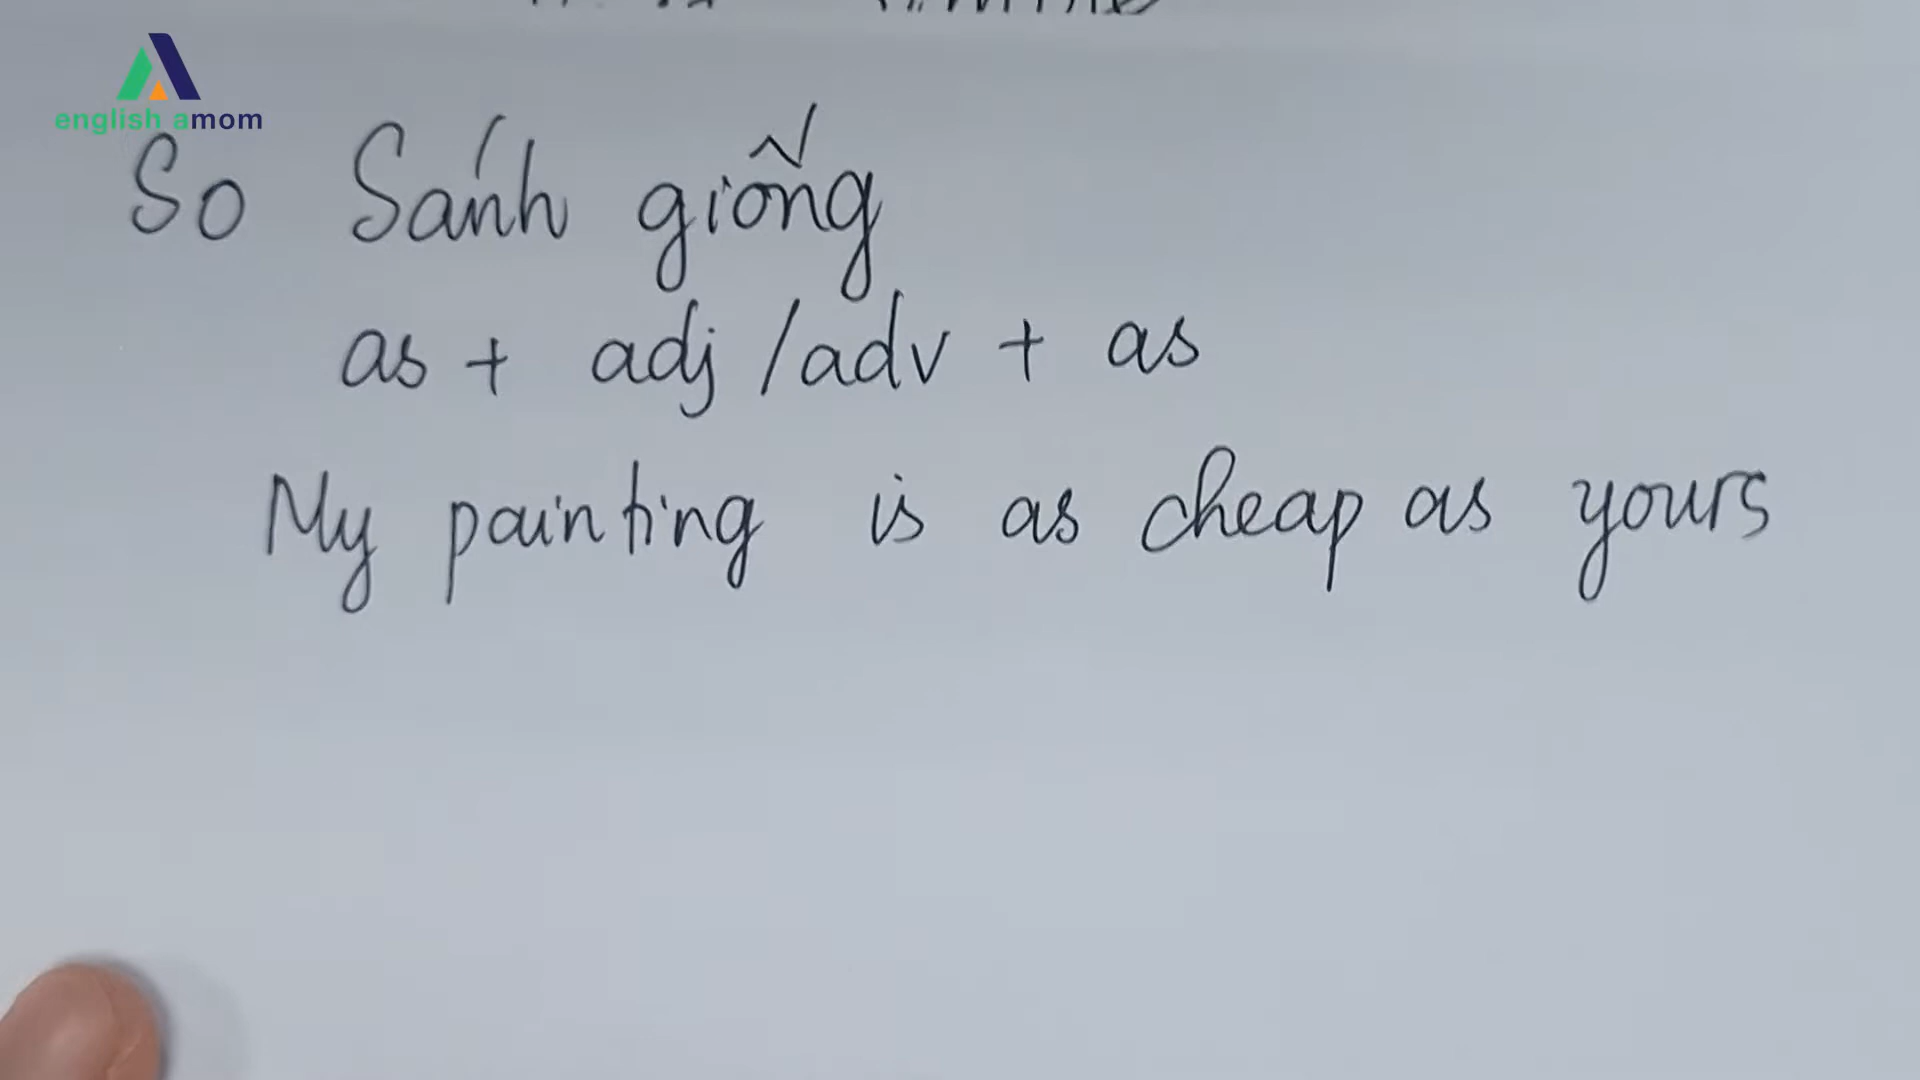 english amom
So Sánh giống
as + adj /adv + as
My painting is as cheap as yours